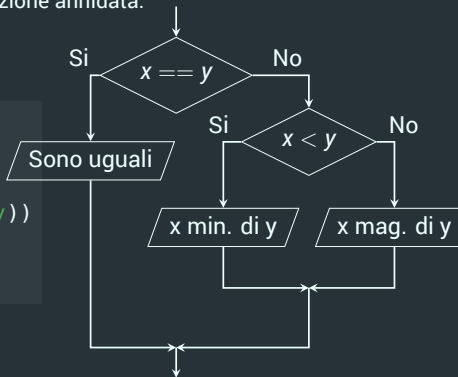 zione annidata.
Si
x == y
No
Si
x < y
No
Sono uguali
))
x min. di y
x mag. di y